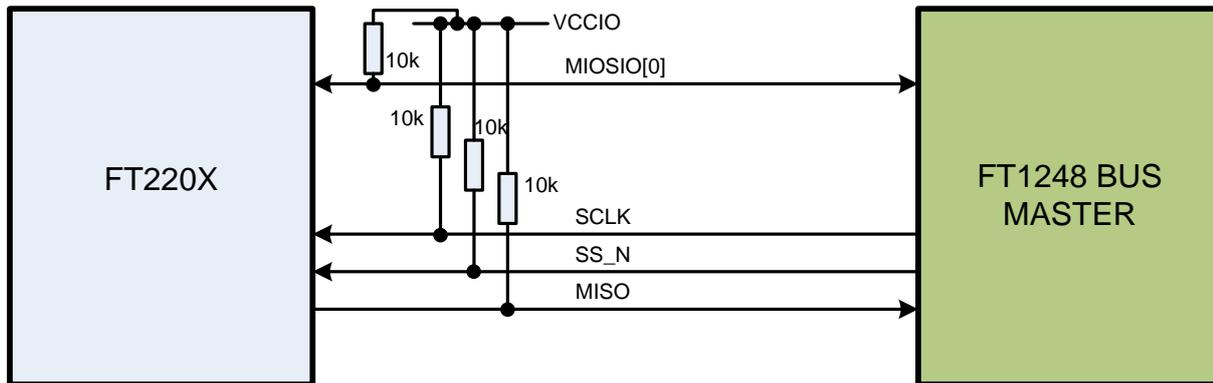 VCCIO
10k
MIOSIO[0]
10k
10k
FT220X
10k
FT1248 BUS
MASTER
SCLK
SS_N
MISO